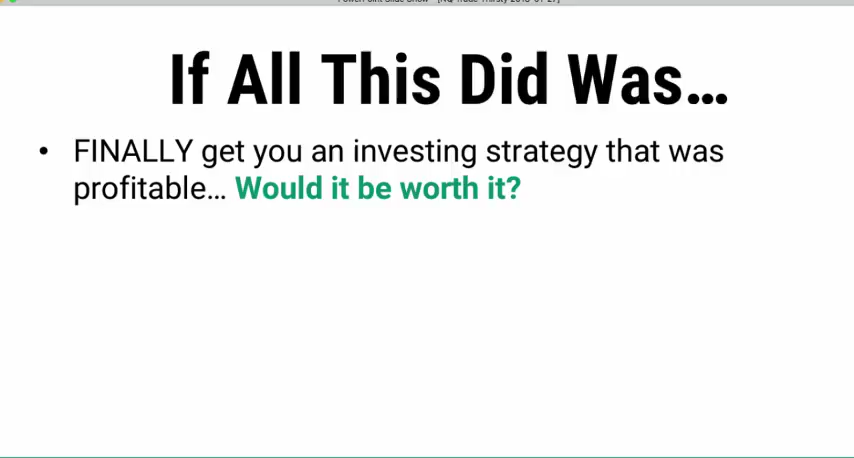 If All This Did Was...
• FINALLY get you an investing strategy that was
profitable... Would it be worth it?